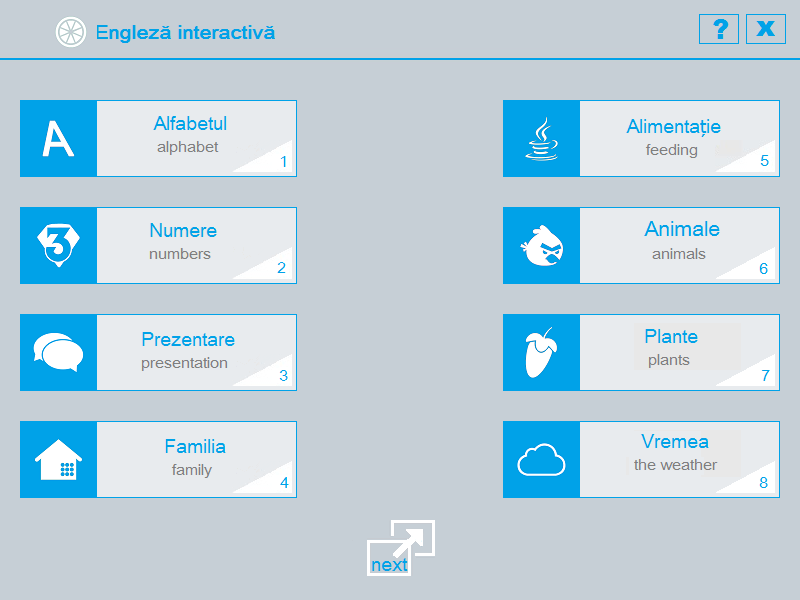 Engleză interactivă
? X
A
Alfabetul
alphabet
1
3
Numere
numbers
2
Prezentare
presentation
3
Familia
family
4
Alimentație
feeding
5
Animale
animals
6
Plante
plants
7
Vremea
the weather
8
next